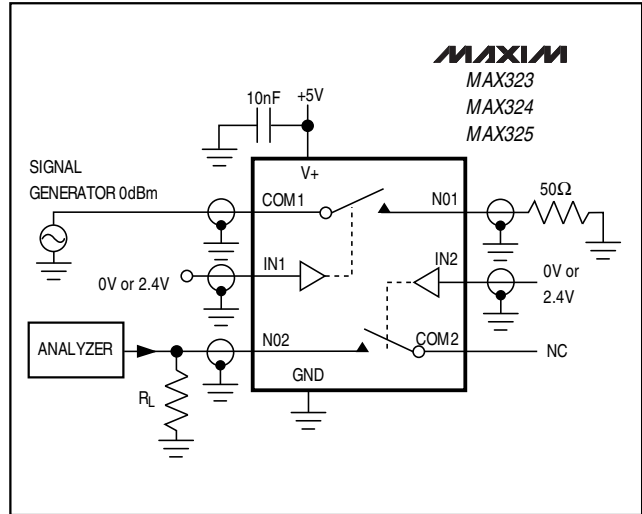 MAXIM
MAX323
MAX324
MAX325
10nF
+5V
V+
SIGNAL
GENERATOR 0dBm
COM1
N01
50Ω
IN1
IN2
0V or 2.4V
0V or
2.4V
ANALYZER
N02
COM2
NC
GND
RL